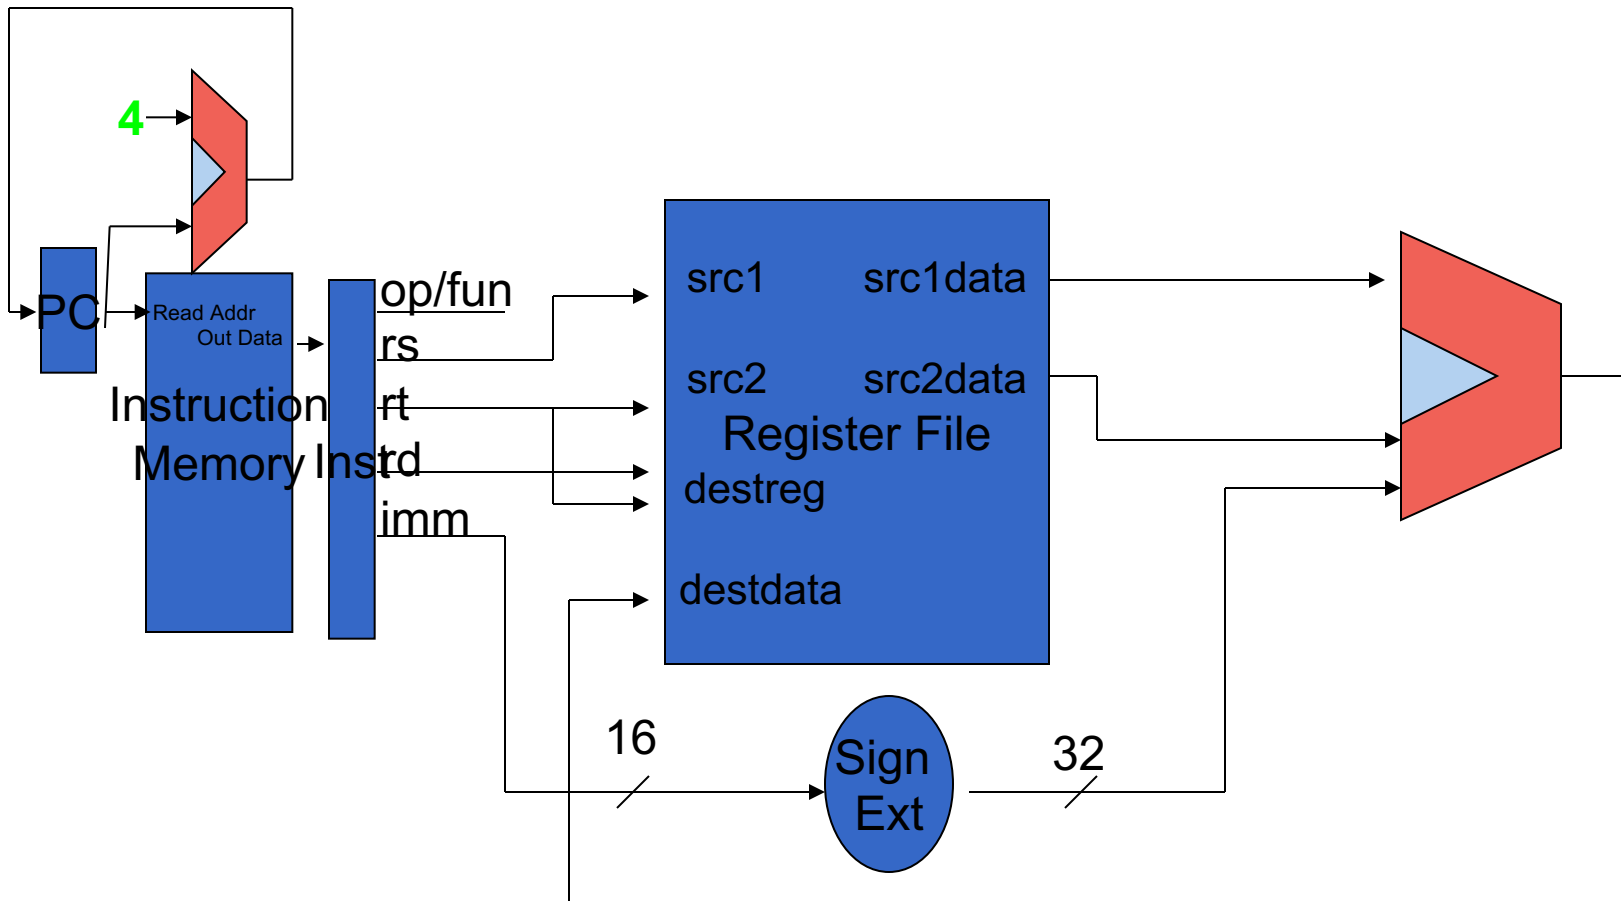 4
PC
Read Addr
Out Data
Instruction
Memory
Inst
op/fun
rs
rt
rd
imm
src1
src1data
src2
src2data
Register File
destreg
destdata
16
Sign
Ext
32